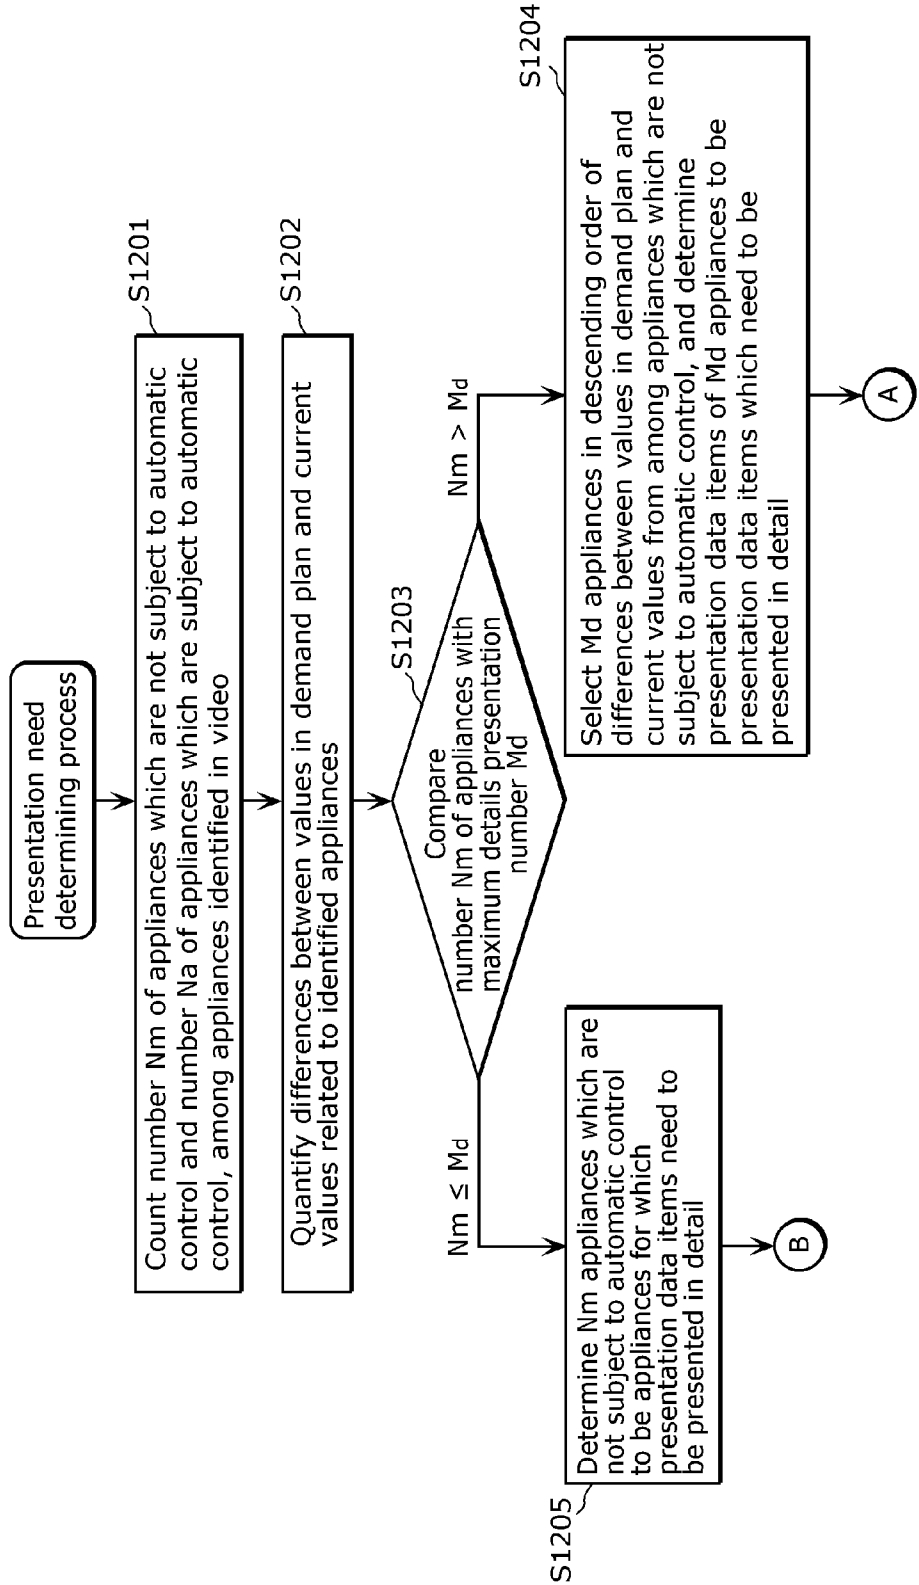 Presentation need
determining process
S1201
Count number Nm of appliances which are not subject to automatic
control and number Na of appliances which are subject to automatic
control, among appliances identified in video
S1202
Quantify differences between values in demand plan and current
values related to identified appliances
S1203
Compare
number Nm of appliances with
maximum details presentation
number Md
Nm ≤ Md
Nm > Md
S1205
Determine Nm appliances which are
not subject to automatic control
to be appliances for which
presentation data items need to
be presented in detail
B
S1204
Select Md appliances in descending order of
differences between values in demand plan and
current values from among appliances which are not
subject to automatic control, and determine
presentation data items of Md appliances to be
presentation data items which need to be
presented in detail
A